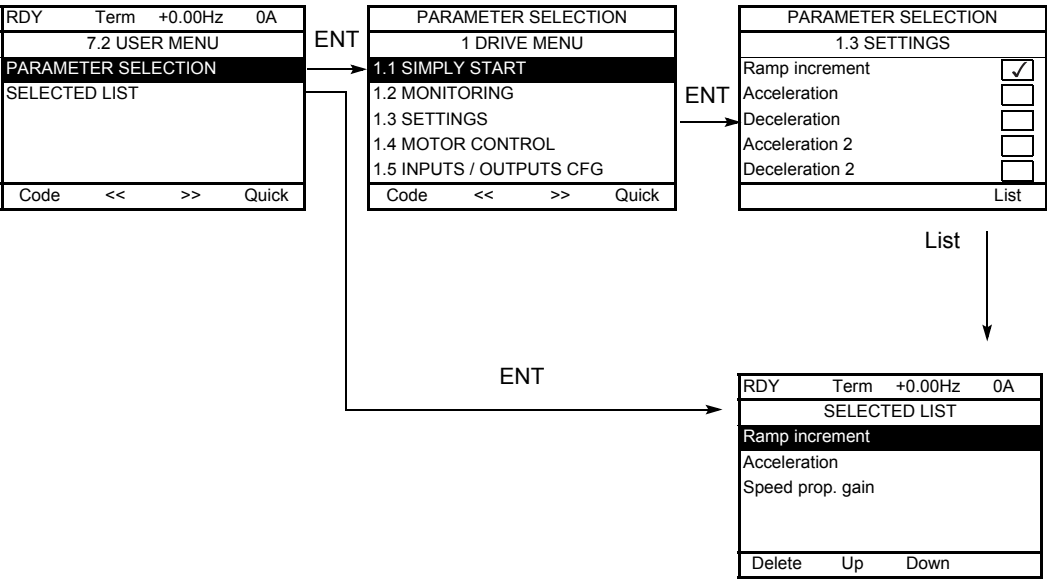 RDY Term +0.00Hz 0A
7.2 USER MENU
PARAMETER SELECTION
SELECTED LIST
Code << >> Quick
ENT
PARAMETER SELECTION
1 DRIVE MENU
1.1 SIMPLY START
1.2 MONITORING
1.3 SETTINGS
1.4 MOTOR CONTROL
1.5 INPUTS / OUTPUTS CFG
Code << >> Quick
ENT
PARAMETER SELECTION
1.3 SETTINGS
Ramp increment ✓
Acceleration
Deceleration
Acceleration 2
Deceleration 2
List
List
ENT
RDY Term +0.00Hz 0A
SELECTED LIST
Ramp increment
Acceleration
Speed prop. gain
Delete Up Down